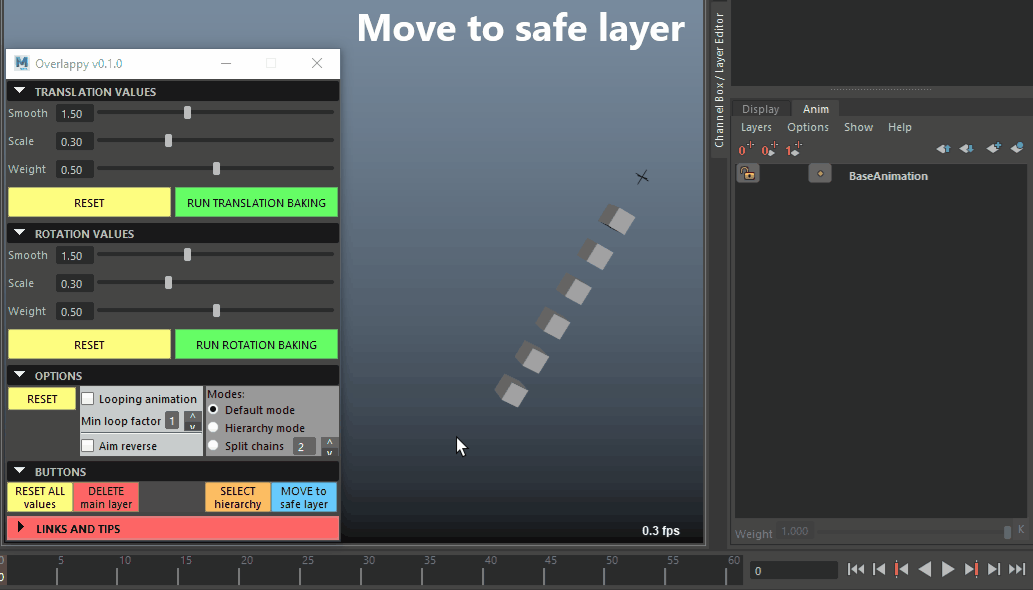 Move to safe layer
Overlappy v0.1.0
TRANSLATION VALUES
Smooth 1.50
Scale 0.30
Weight 0.50
RESET RUN TRANSLATION BAKING
ROTATION VALUES
Smooth 1.50
Scale 0.30
Weight 0.50
RESET RUN ROTATION BAKING
OPTIONS
RESET
Looping animation
Min loop factor 1
Aim reverse
Modes:
Default mode
Hierarchy mode
Split chains 2
BUTTONS
RESET ALL
values
DELETE
main layer
SELECT
hierarchy
MOVE to
safe layer
LINKS AND TIPS
0.3 fps
Channel Box / Layer Editor
Display Anim
Layers Options Show Help
BaseAnimation
Weight 1.000 K
5 10 15 20 25 30 35 40 45 50 55 60
0